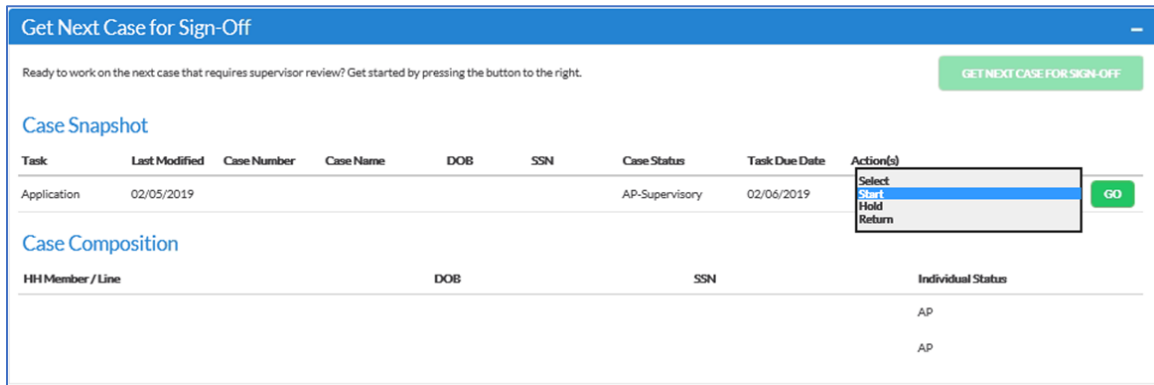 Get Next Case for Sign-Off
Ready to work on the next case that requires supervisor review? Get started by pressing the button to the right.
GET NEXT CASE FOR SIGN-OFF
Case Snapshot
Task Last Modified Case Number Case Name DOB SSN Case Status Task Due Date Action(s)
Application 02/05/2019 AP-Supervisory 02/06/2019
Select
Start
Hold
Return
GO
Case Composition
HH Member / Line DOB SSN Individual Status
AP
AP